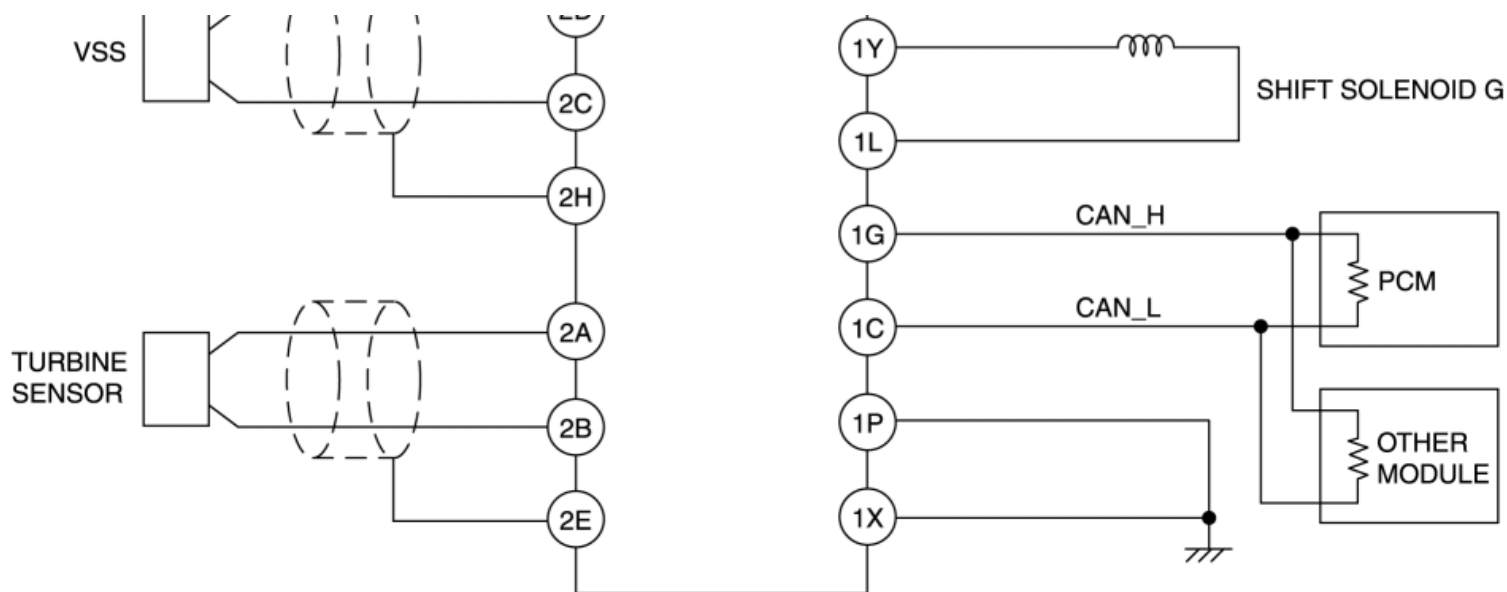 VSS
2C
2H
TURBINE
SENSOR
2A
2B
2E
1Y
1L
SHIFT SOLENOID G
1G
CAN_H
1C
CAN_L
PCM
1P
1X
OTHER
MODULE